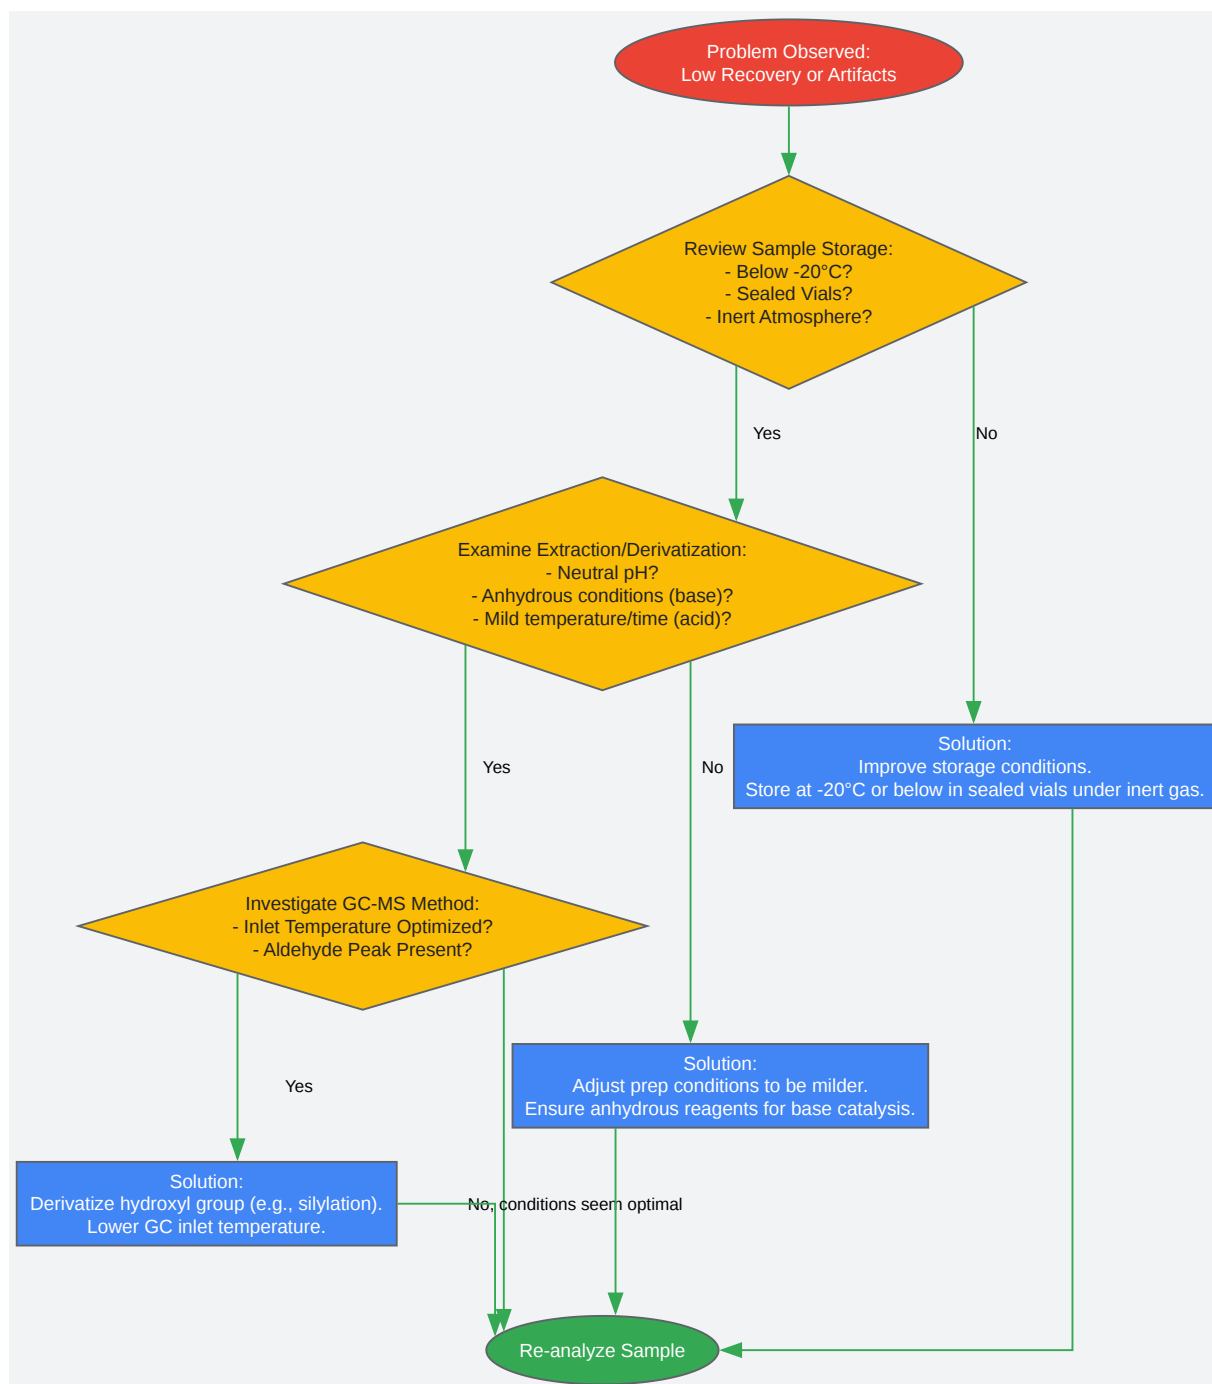 Problem Observed:
Low Recovery or Artifacts
Review Sample Storage:
- Below -20°C?
- Sealed Vials?
- Inert Atmosphere?
Yes
No
Examine Extraction/Derivatization:
- Neutral pH?
- Anhydrous conditions (base)?
- Mild temperature/time (acid)?
Yes
No
Solution:
Improve storage conditions.
Store at -20°C or below in sealed vials under inert gas.
Investigate GC-MS Method:
- Inlet Temperature Optimized?
- Aldehyde Peak Present?
Yes
Solution:
Adjust prep conditions to be milder.
Ensure anhydrous reagents for base catalysis.
Solution:
Derivatize hydroxyl group (e.g., silylation).
Lower GC inlet temperature.
No, conditions seem optimal
Re-analyze Sample